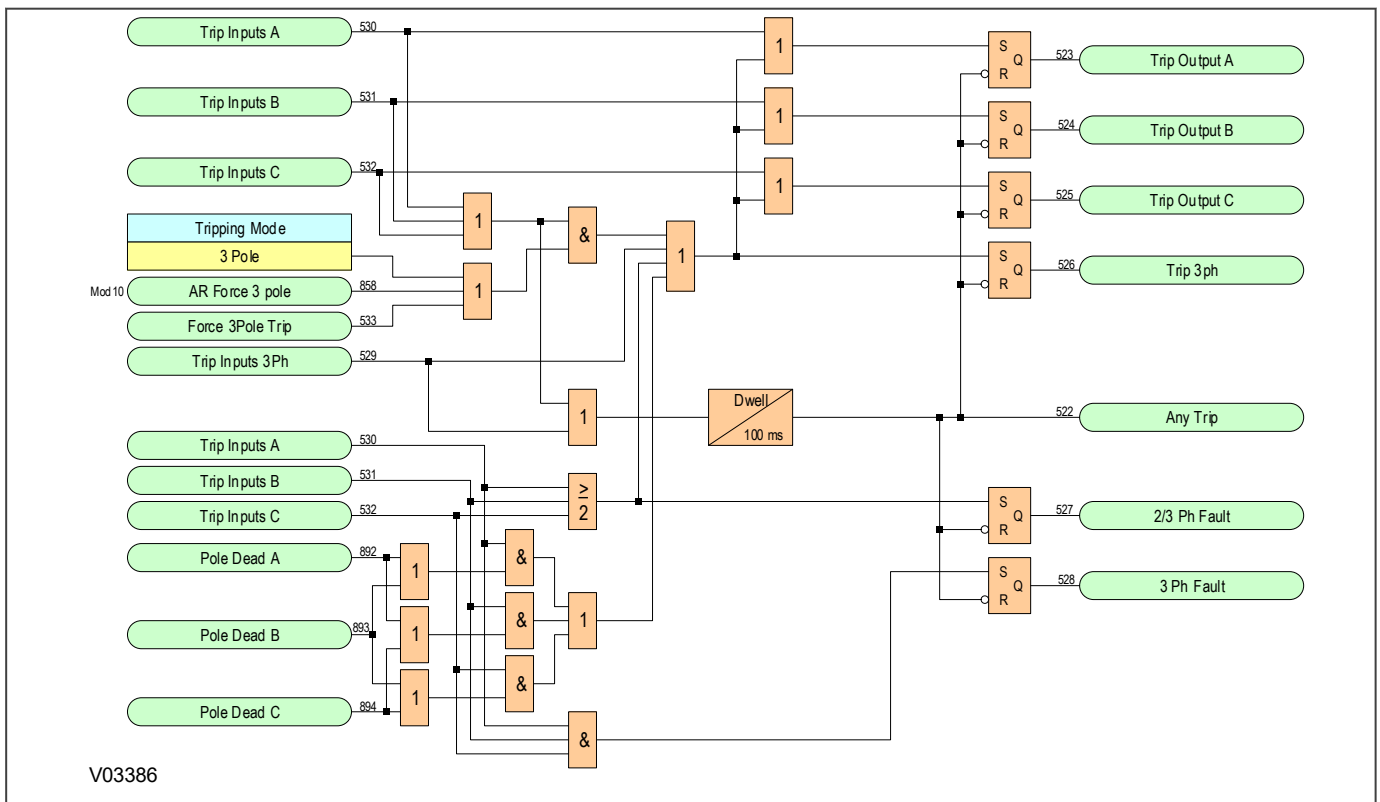 Trip Inputs A
530
1
S
Q
R
523
Trip Output A
Trip Inputs B
531
1
S
Q
R
524
Trip Output B
Trip Inputs C
532
1
S
Q
R
525
Trip Output C
Tripping Mode
3 Pole
1
&
1
S
Q
R
526
Trip 3ph
Mod 10
AR Force 3 pole
858
1
Force 3Pole Trip
533
Trip Inputs 3Ph
529
1
Dwell
100 ms
522
Any Trip
Trip Inputs A
530
Trip Inputs B
531
Trip Inputs C
532
≥
2
S
Q
R
527
2/3 Ph Fault
Pole Dead A
892
1
&
S
Q
R
528
3 Ph Fault
Pole Dead B
893
1
&
1
Pole Dead C
894
1
&
&
V03386